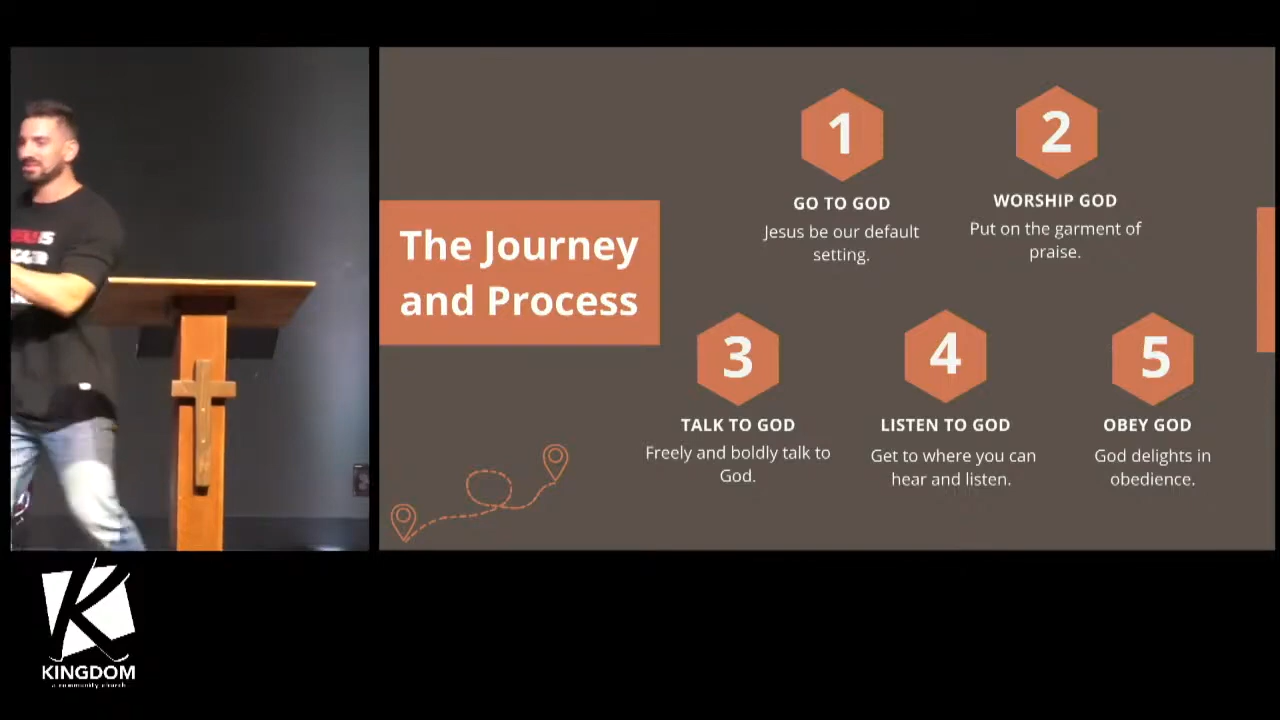 The Journey
and Process
1
GO TO GOD
Jesus be our default
setting.
2
WORSHIP GOD
Put on the garment of
praise.
3
TALK TO GOD
Freely and boldly talk to
God.
4
LISTEN TO GOD
Get to where you can
hear and listen.
5
OBEY GOD
God delights in
obedience.
K
KINGDOM
a community church